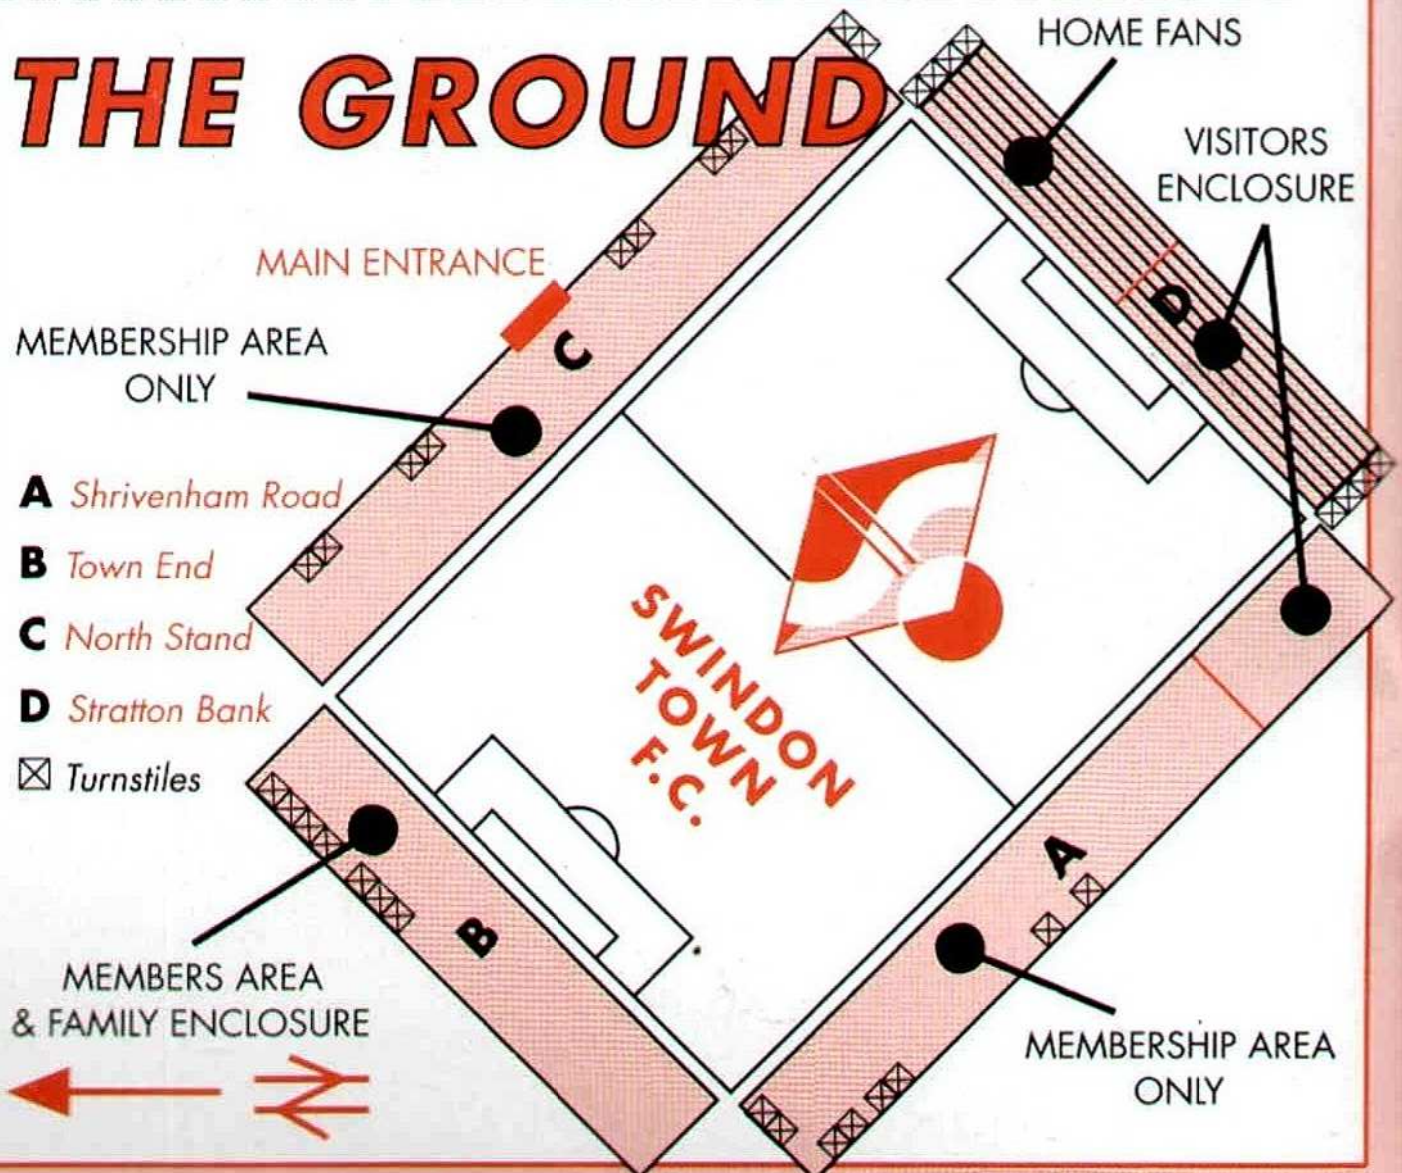 THE GROUND
HOME FANS
VISITORS
ENCLOSURE
MAIN ENTRANCE
MEMBERSHIP AREA
ONLY
C
D
A Shrivenham Road
B Town End
C North Stand
D Stratton Bank
Turnstiles
SWINDON
TOWN
F.C.
A
B
MEMBERS AREA
& FAMILY ENCLOSURE
MEMBERSHIP AREA
ONLY